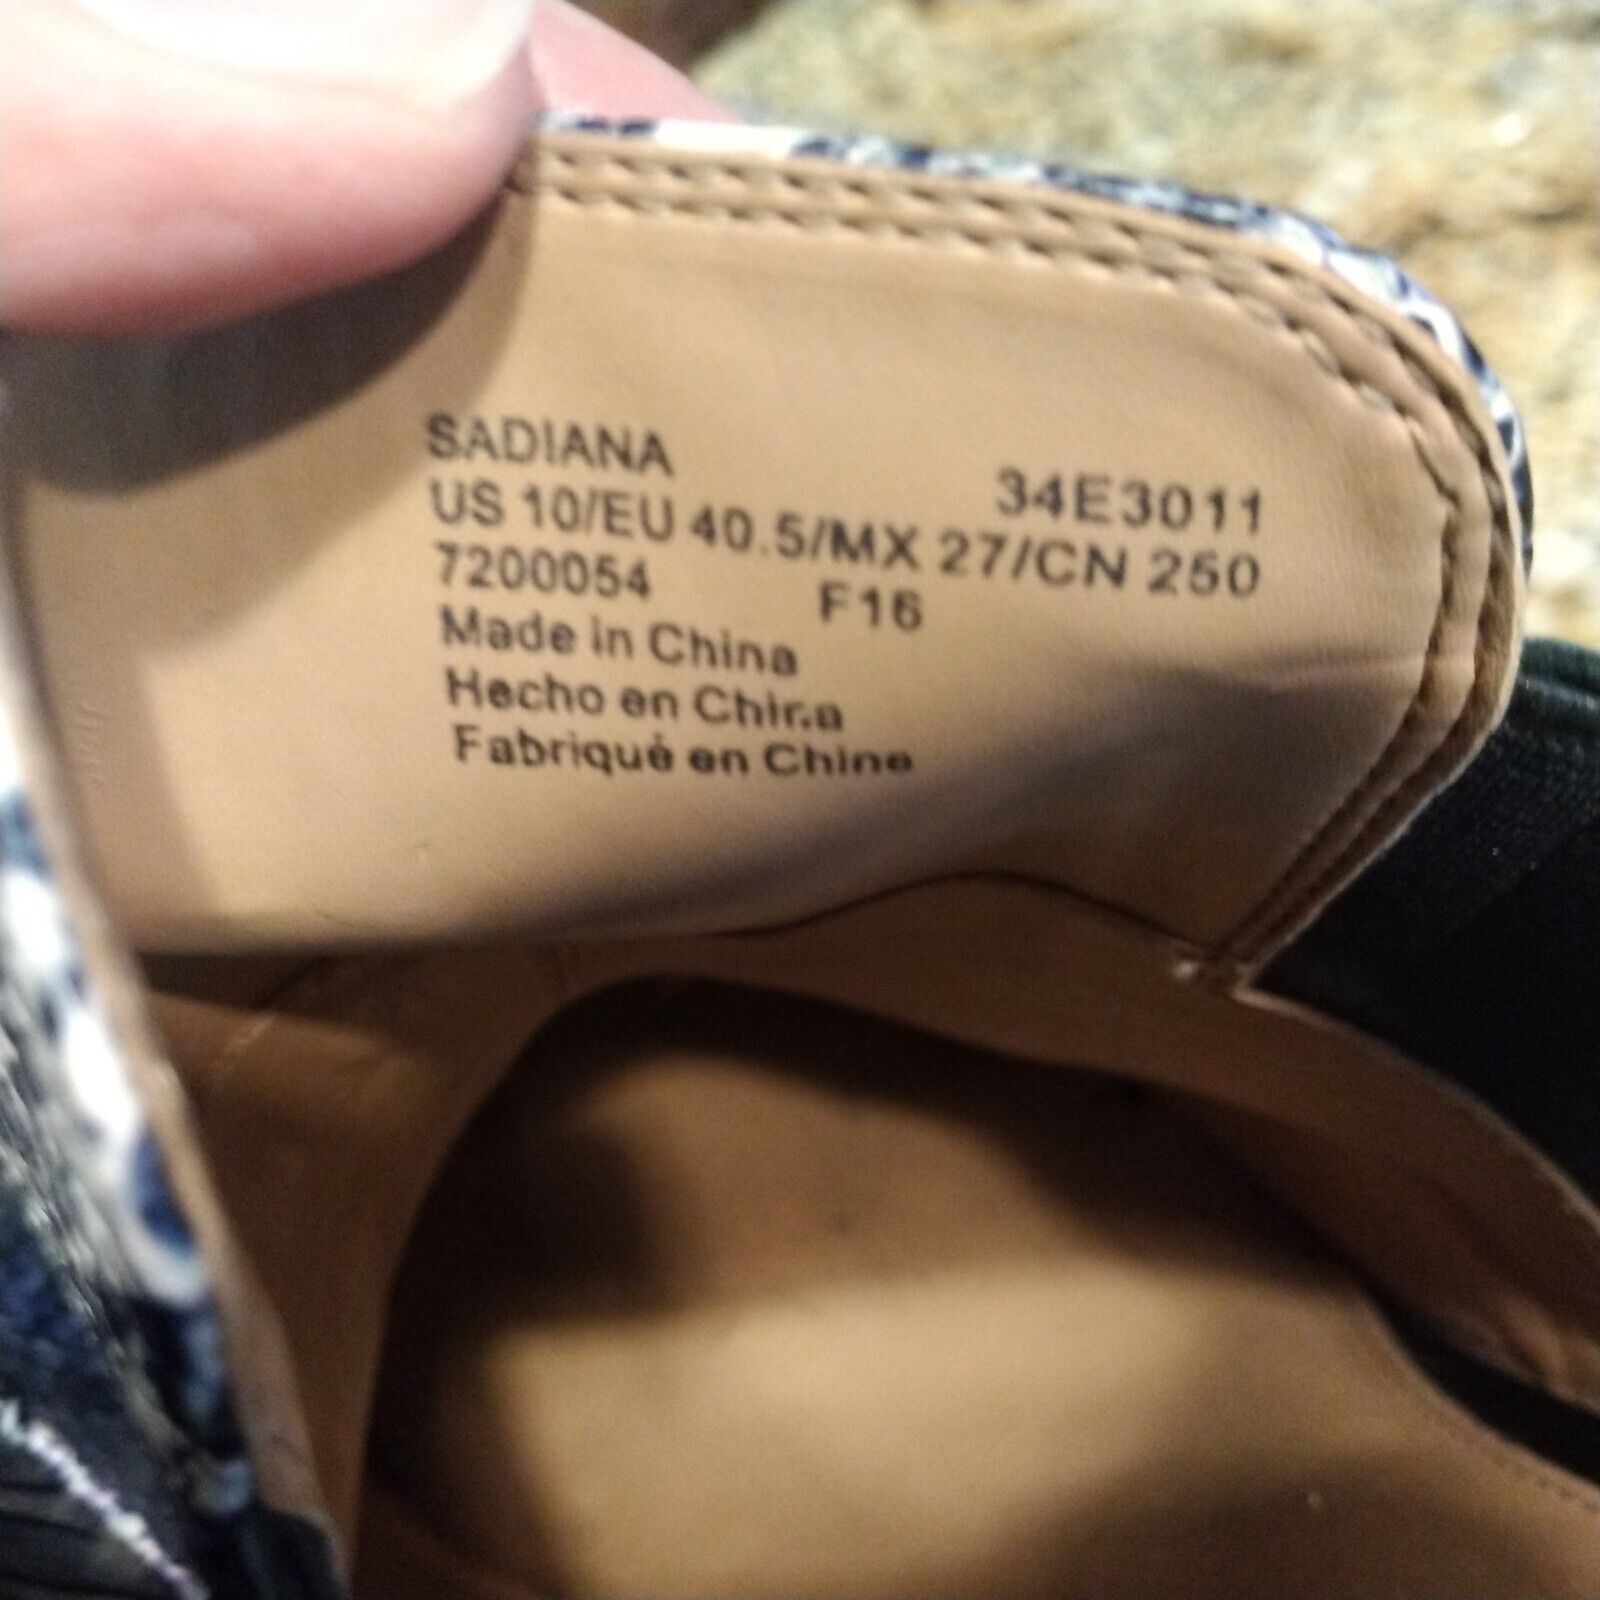 SADIANA 34E3011
US 10/EU 40.5/MX 27/CN 250
7200054 F16
Made in China
Hecho en China
Fabriqué en Chine